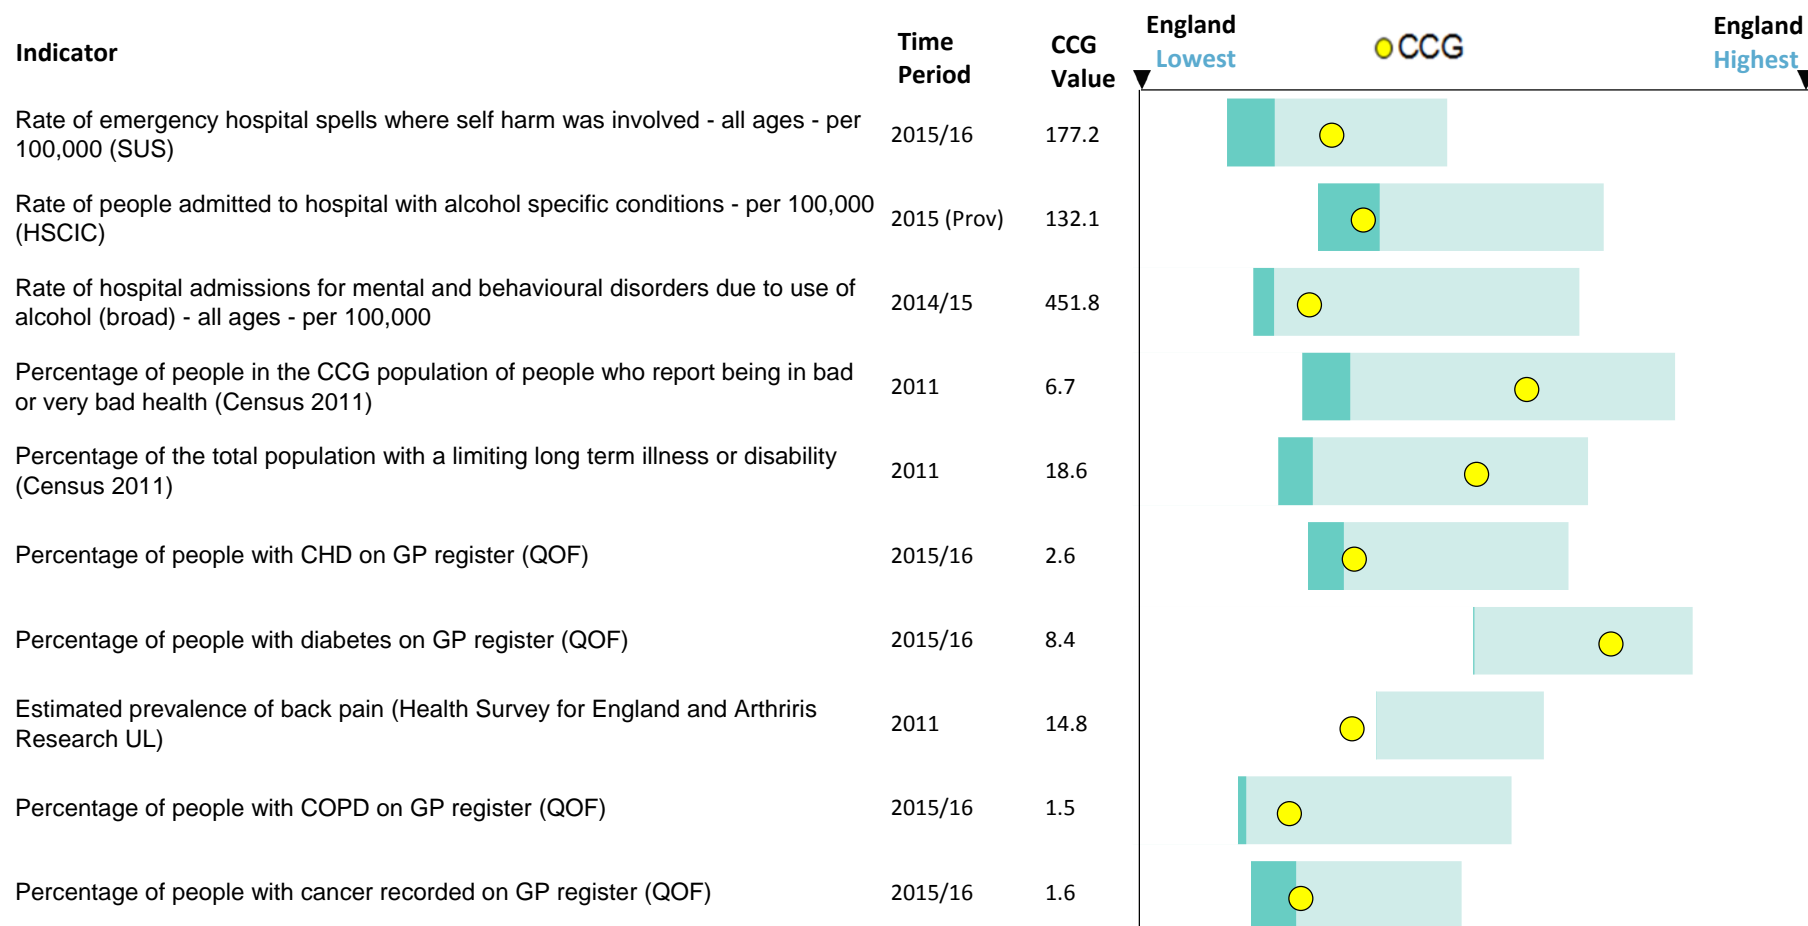 Indicator
Time
Period
CCG
Value
England
Lowest
CCG
England
Highest
Rate of emergency hospital spells where self harm was involved - all ages - per
100,000 (SUS)
2015/16
177.2
Rate of people admitted to hospital with alcohol specific conditions - per 100,000
(HSCIC)
2015 (Prov)
132.1
Rate of hospital admissions for mental and behavioural disorders due to use of
alcohol (broad) - all ages - per 100,000
2014/15
451.8
Percentage of people in the CCG population of people who report being in bad
or very bad health (Census 2011)
2011
6.7
Percentage of the total population with a limiting long term illness or disability
(Census 2011)
2011
18.6
Percentage of people with CHD on GP register (QOF)
2015/16
2.6
Percentage of people with diabetes on GP register (QOF)
2015/16
8.4
Estimated prevalence of back pain (Health Survey for England and Arthriris
Research UL)
2011
14.8
Percentage of people with COPD on GP register (QOF)
2015/16
1.5
Percentage of people with cancer recorded on GP register (QOF)
2015/16
1.6